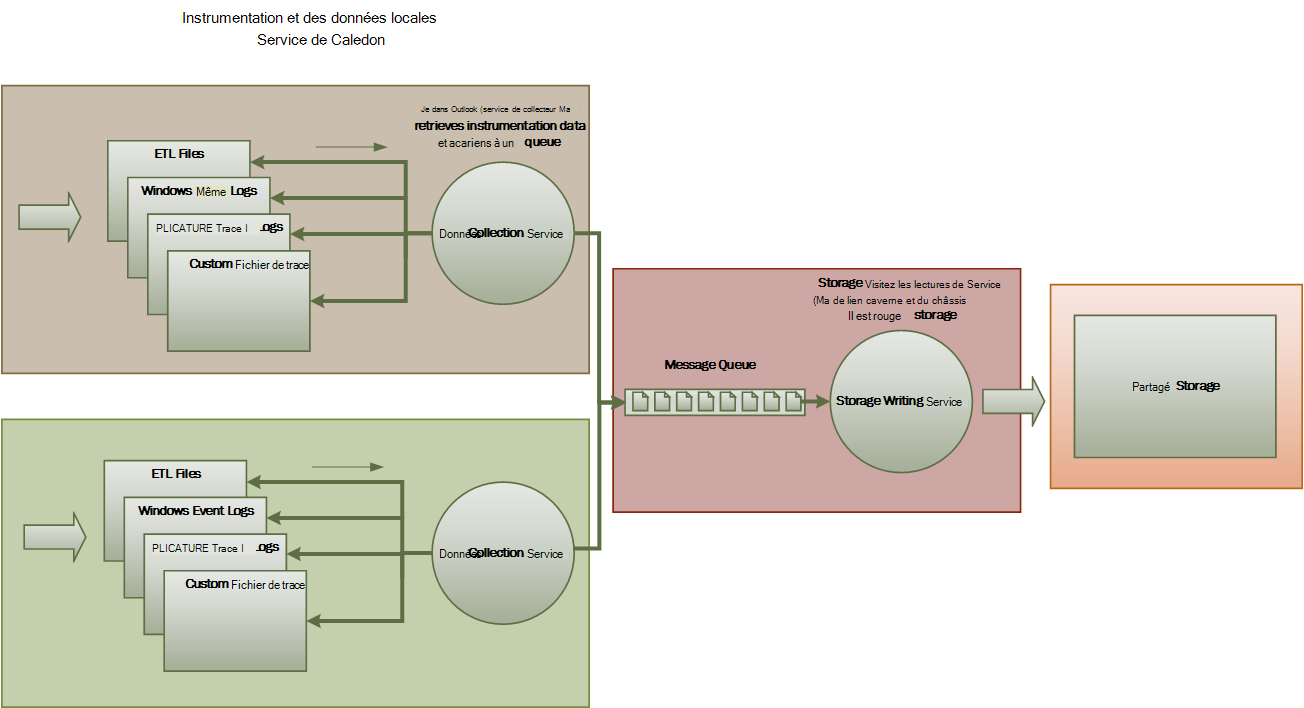 Instrumentation et des données locales
Service de Caledon
Je dans Outlook (service de collecteur Ma
retrieves instrumentation data
et acariens à un queue
ETL Files
Windows Même Logs
PLICATURE Trace l .ogs
Custom Fichier de trace
Données Collection Service
Storage Visitez les lectures de Service
(Ma de lien caverne et du châssis
Il est rouge storage
Message Queue
Storage Writing Service
Partagé Storage
ETL Files
Windows Event Logs
PLICATURE Trace l .ogs
Custom Fichier de trace
Données Collection Service